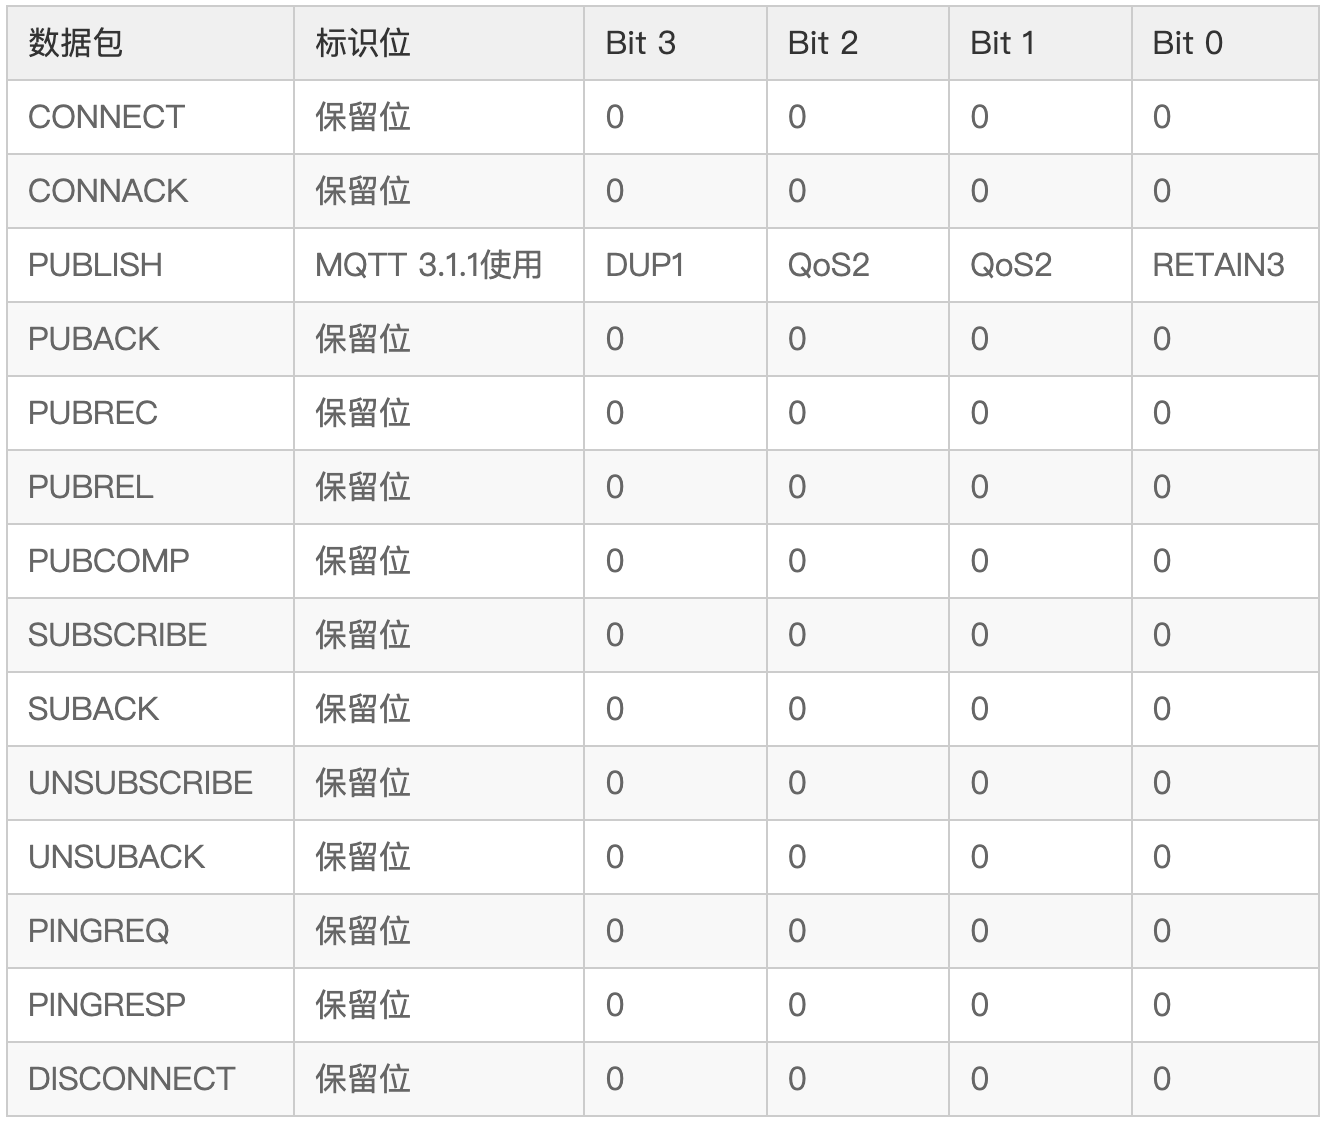 数据包 标识位 Bit 3 Bit 2 Bit 1 Bit 0
CONNECT 保留位 0 0 0 0
CONNACK 保留位 0 0 0 0
PUBLISH MQTT 3.1.1使用 DUP1 QoS2 QoS2 RETAIN3
PUBACK 保留位 0 0 0 0
PUBREC 保留位 0 0 0 0
PUBREL 保留位 0 0 0 0
PUBCOMP 保留位 0 0 0 0
SUBSCRIBE 保留位 0 0 0 0
SUBACK 保留位 0 0 0 0
UNSUBSCRIBE 保留位 0 0 0 0
UNSUBACK 保留位 0 0 0 0
PINGREQ 保留位 0 0 0 0
PINGRESP 保留位 0 0 0 0
DISCONNECT 保留位 0 0 0 0